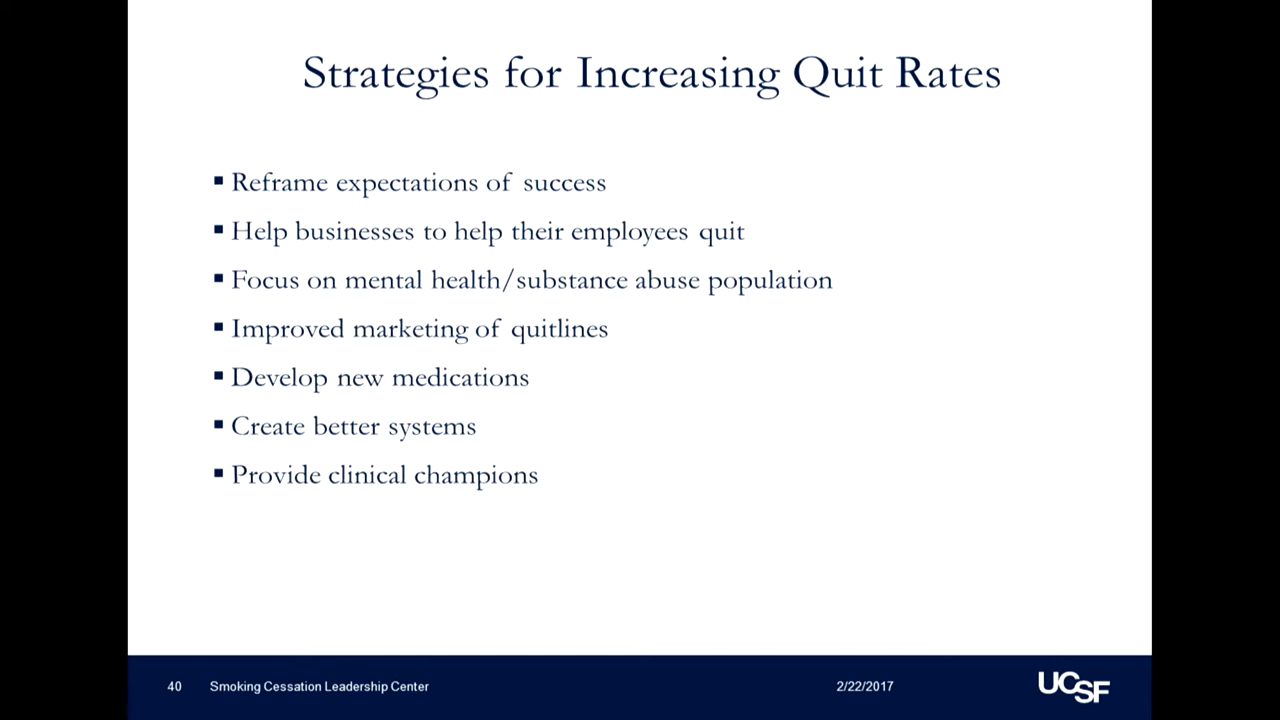 Strategies for Increasing Quit Rates
▪ Reframe expectations of success
▪ Help businesses to help their employees quit
▪ Focus on mental health/substance abuse population
▪ Improved marketing of quitlines
▪ Develop new medications
▪ Create better systems
▪ Provide clinical champions
40 Smoking Cessation Leadership Center 2/22/2017 UCSF